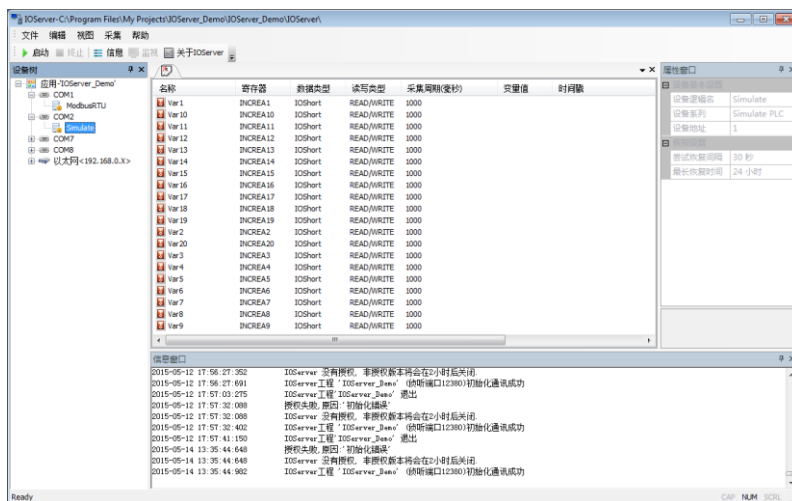 IOServer-C:\Program Files\My Projects\IOServer_Demo\IOServer_Demo\IOServer\
文件 编辑 视图 采集 帮助
启动 终止 信息 监视 关于IOServer
设备树
应用-'IOServer_Demo'
COM1
ModbusRTU
COM2
Simulate
COM7
COM8
以太网<192.168.0.X>
名称 寄存器 数据类型 读写类型 采集周期(毫秒) 变量值 时间戳
Var1 INCREA1 IOShort READ/WRITE 1000
Var10 INCREA10 IOShort READ/WRITE 1000
Var11 INCREA11 IOShort READ/WRITE 1000
Var12 INCREA12 IOShort READ/WRITE 1000
Var13 INCREA13 IOShort READ/WRITE 1000
Var14 INCREA14 IOShort READ/WRITE 1000
Var15 INCREA15 IOShort READ/WRITE 1000
Var16 INCREA16 IOShort READ/WRITE 1000
Var17 INCREA17 IOShort READ/WRITE 1000
Var18 INCREA18 IOShort READ/WRITE 1000
Var19 INCREA19 IOShort READ/WRITE 1000
Var2 INCREA2 IOShort READ/WRITE 1000
Var20 INCREA20 IOShort READ/WRITE 1000
Var3 INCREA3 IOShort READ/WRITE 1000
Var4 INCREA4 IOShort READ/WRITE 1000
Var5 INCREA5 IOShort READ/WRITE 1000
Var6 INCREA6 IOShort READ/WRITE 1000
Var7 INCREA7 IOShort READ/WRITE 1000
Var8 INCREA8 IOShort READ/WRITE 1000
Var9 INCREA9 IOShort READ/WRITE 1000
属性窗口
设备基本设置
设备逻辑名 Simulate
设备系列 Simulate PLC
设备地址 1
恢复设置
尝试恢复间隔 30 秒
最长恢复时间 24 小时
信息窗口
2015-05-12 17:56:27:352 IOServer 没有授权, 非授权版本将会在2小时后关闭.
2015-05-12 17:56:27:691 IOServer工程 'IOServer_Demo' (侦听端口12380)初始化通讯成功
2015-05-12 17:57:03:275 IOServer工程'IOServer_Demo' 退出
2015-05-12 17:57:32:088 授权失败,原因:'初始化错误'
2015-05-12 17:57:32:088 IOServer 没有授权, 非授权版本将会在2小时后关闭.
2015-05-12 17:57:32:402 IOServer工程 'IOServer_Demo' (侦听端口12380)初始化通讯成功
2015-05-12 17:57:41:150 IOServer工程'IOServer_Demo' 退出
2015-05-14 13:35:44:648 授权失败,原因:'初始化错误'
2015-05-14 13:35:44:648 IOServer 没有授权, 非授权版本将会在2小时后关闭.
2015-05-14 13:35:44:982 IOServer工程 'IOServer_Demo' (侦听端口12380)初始化通讯成功
Ready CAP NUM SCRL